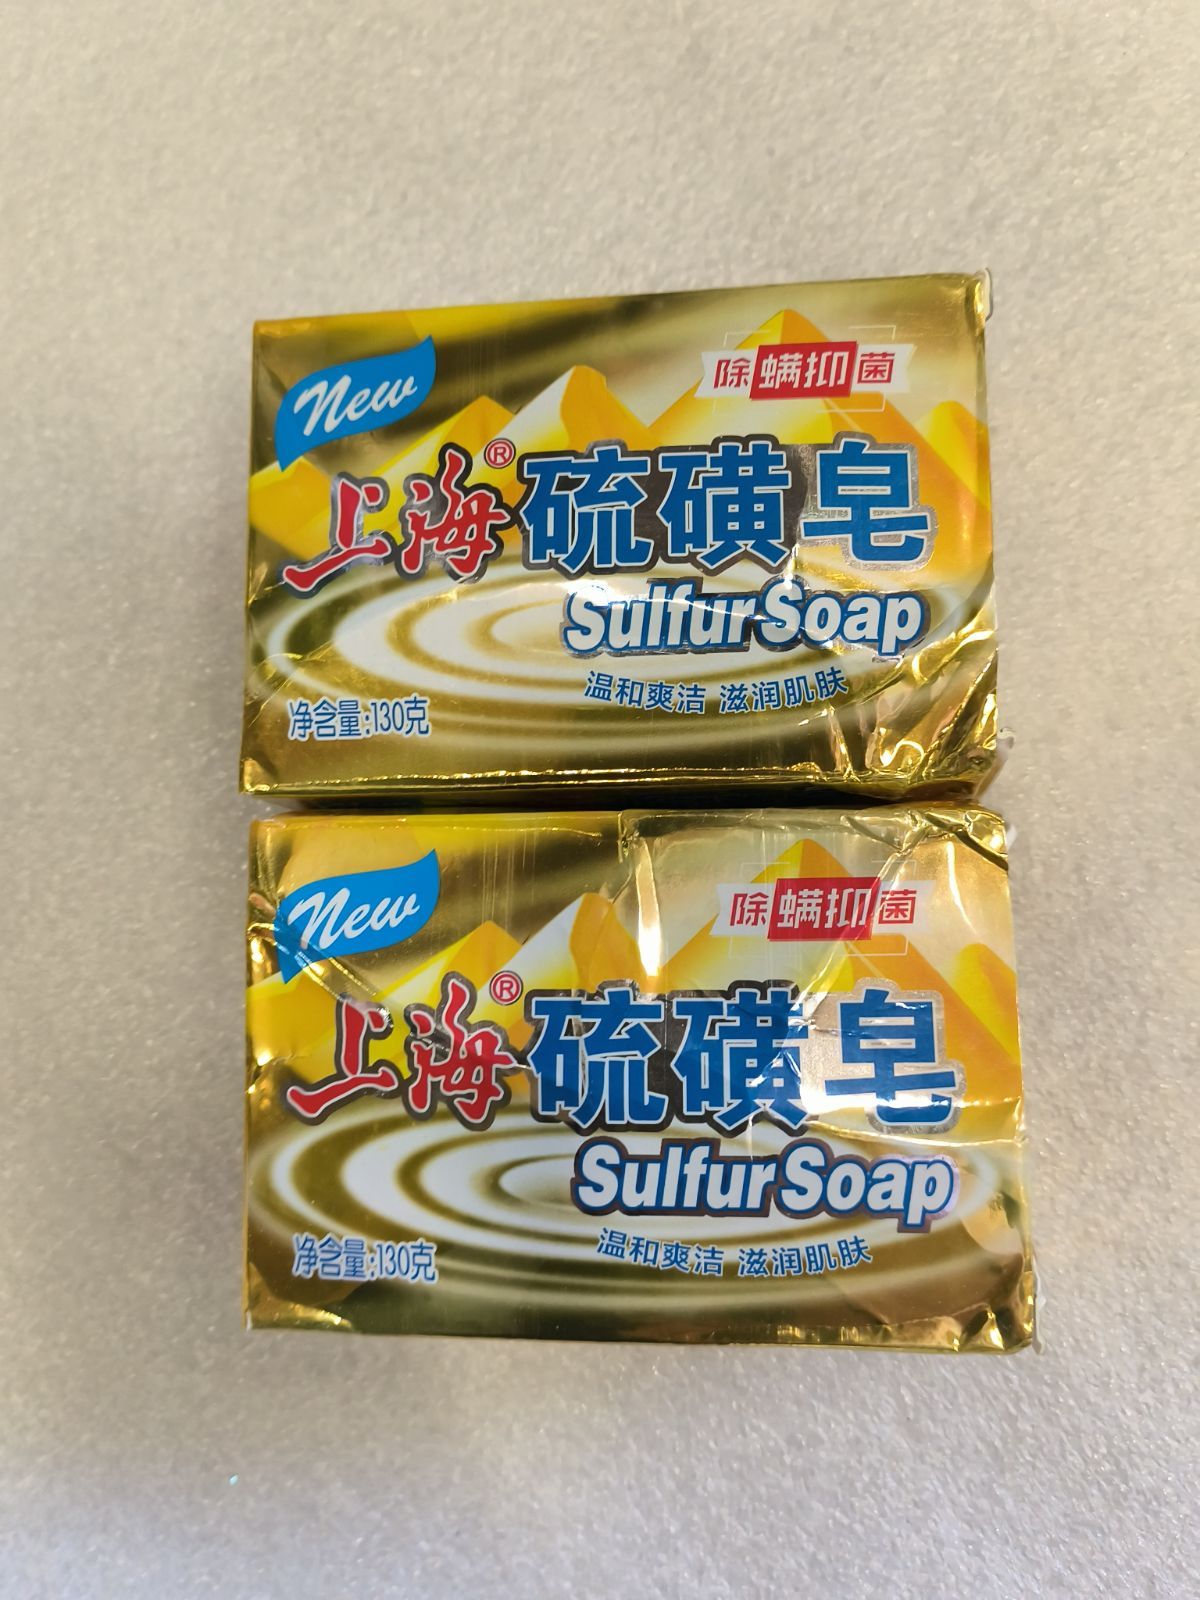 New
除螨抑菌
上海®硫磺皂
Sulfur Soap
温和爽洁 滋润肌肤
净含量:130克
New
除螨抑菌
上海®硫磺皂
Sulfur Soap
温和爽洁 滋润肌肤
净含量:130克